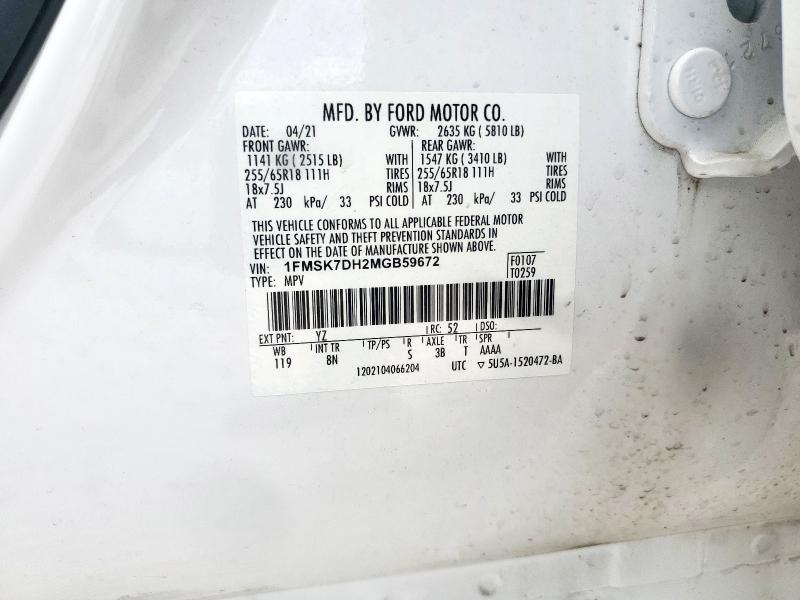 MFD. BY FORD MOTOR CO.
DATE: 04/21 GVWR: 2635 KG ( 5810 LB)
FRONT GAWR: REAR GAWR:
1141 KG ( 2515 LB) WITH 1547 KG ( 3410 LB) WITH
255/65R18 111H TIRES 255/65R18 111H TIRES
18x7.5J RIMS 18x7.5J RIMS
AT 230 kPa/ 33 PSI COLD AT 230 kPa/ 33 PSI COLD
THIS VEHICLE CONFORMS TO ALL APPLICABLE FEDERAL MOTOR
VEHICLE SAFETY AND THEFT PREVENTION STANDARDS IN
EFFECT ON THE DATE OF MANUFACTURE SHOWN ABOVE.
VIN: 1FMSK7DH2MGB59672 F0107
TYPE: MPV T0259
EXT PNT: YZ RC: 52 DSO:
WB INT TR TP/PS R AXLE TR SPR
119 8N S 3B T AAAA
1202104066204 UTC ▽ 5U5A-1520472-BA